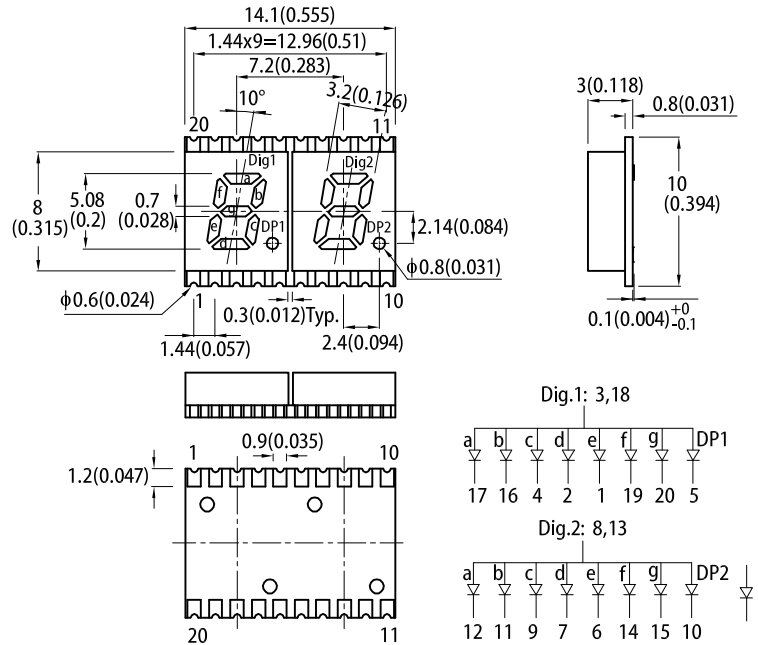 14.1(0.555)
1.44x9=12.96(0.51)
7.2(0.283)
10°
3.2(0.126)
20
11
Dig1
Dig2
a
f
b
g
e
c
d
DP1
DP2
8
(0.315)
5.08
(0.2)
0.7
(0.028)
2.14(0.084)
ϕ0.8(0.031)
ϕ0.6(0.024)
1
10
0.3(0.012)Typ.
1.44(0.057)
2.4(0.094)
3(0.118)
0.8(0.031)
10
(0.394)
0.1(0.004)+0
-0.1
1
0.9(0.035)
10
1.2(0.047)
20
11
Dig.1: 3,18
a b c d e f g DP1
17 16 4 2 1 19 20 5
Dig.2: 8,13
a b c d e f g DP2
12 11 9 7 6 14 15 10